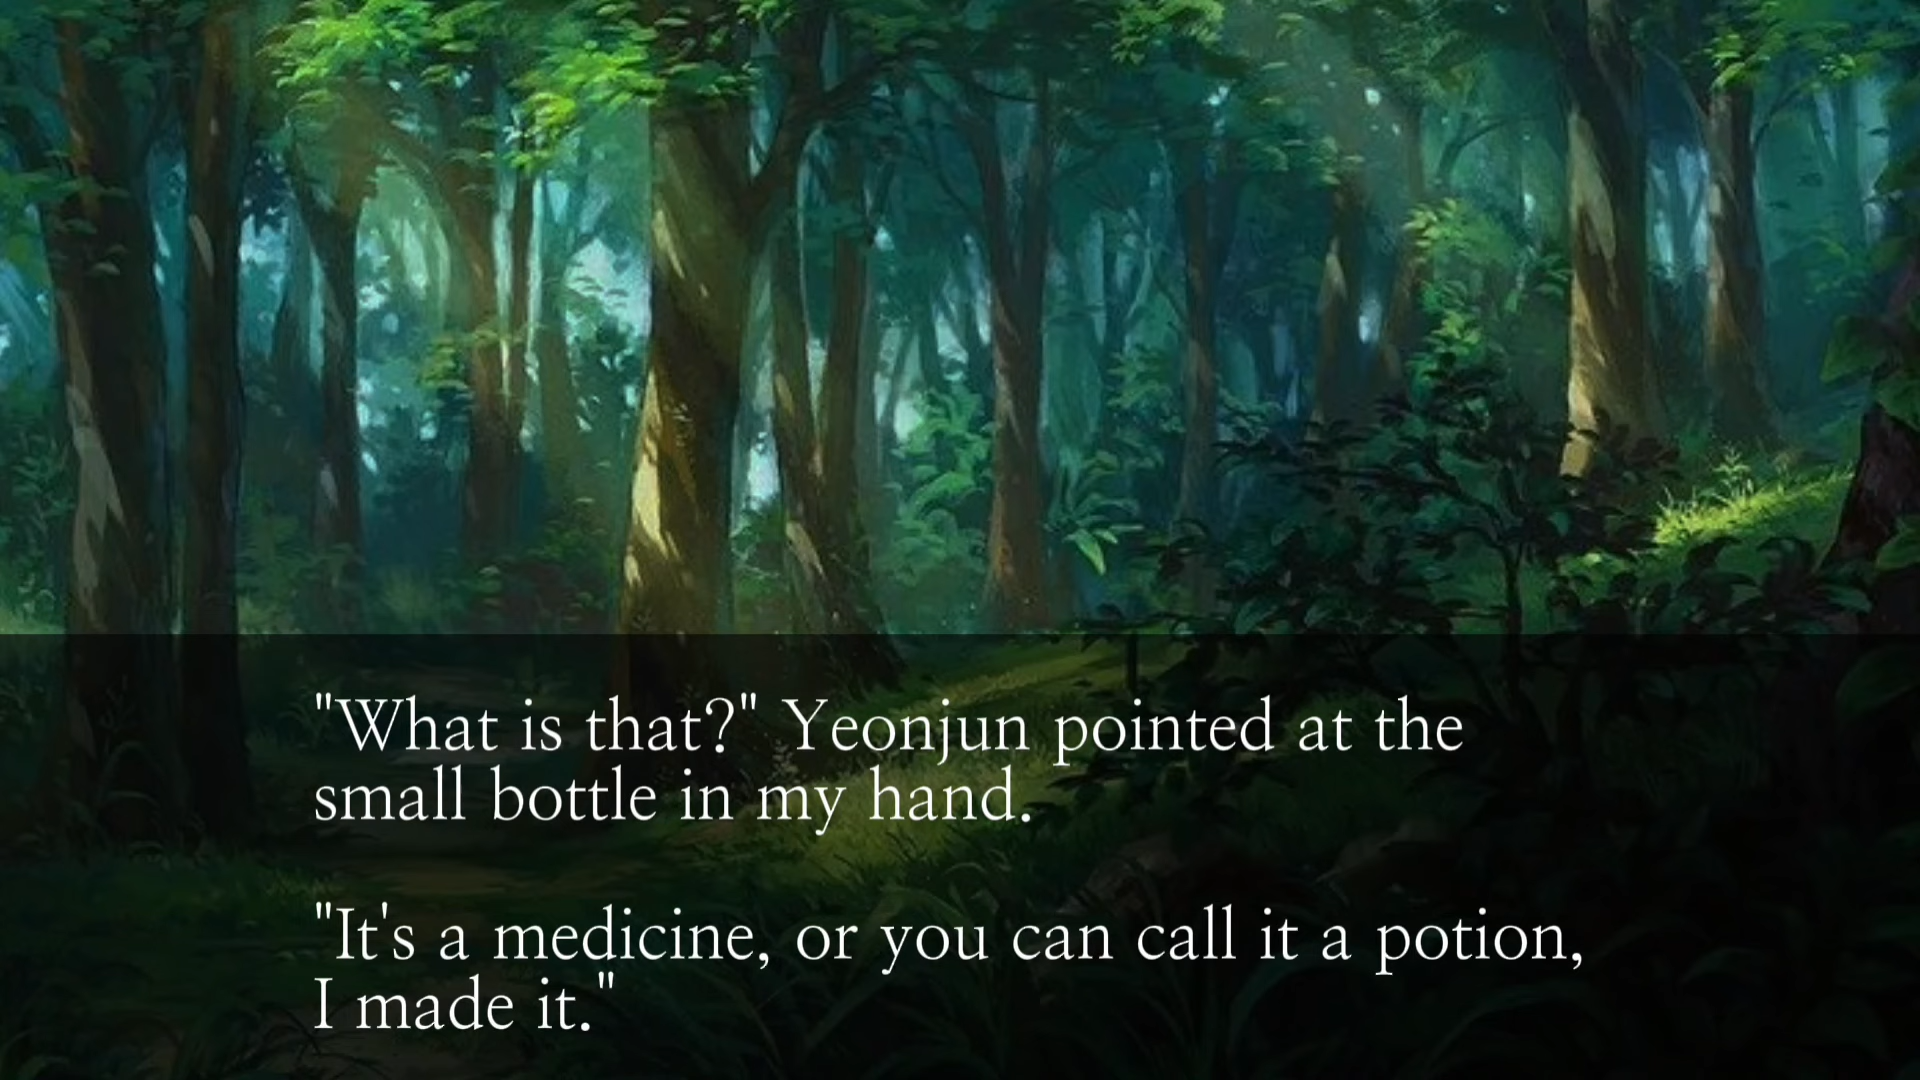 "What is that?" Yeonjun pointed at the
small bottle in my hand.
"It's a medicine, or you can call it a potion,
I made it."